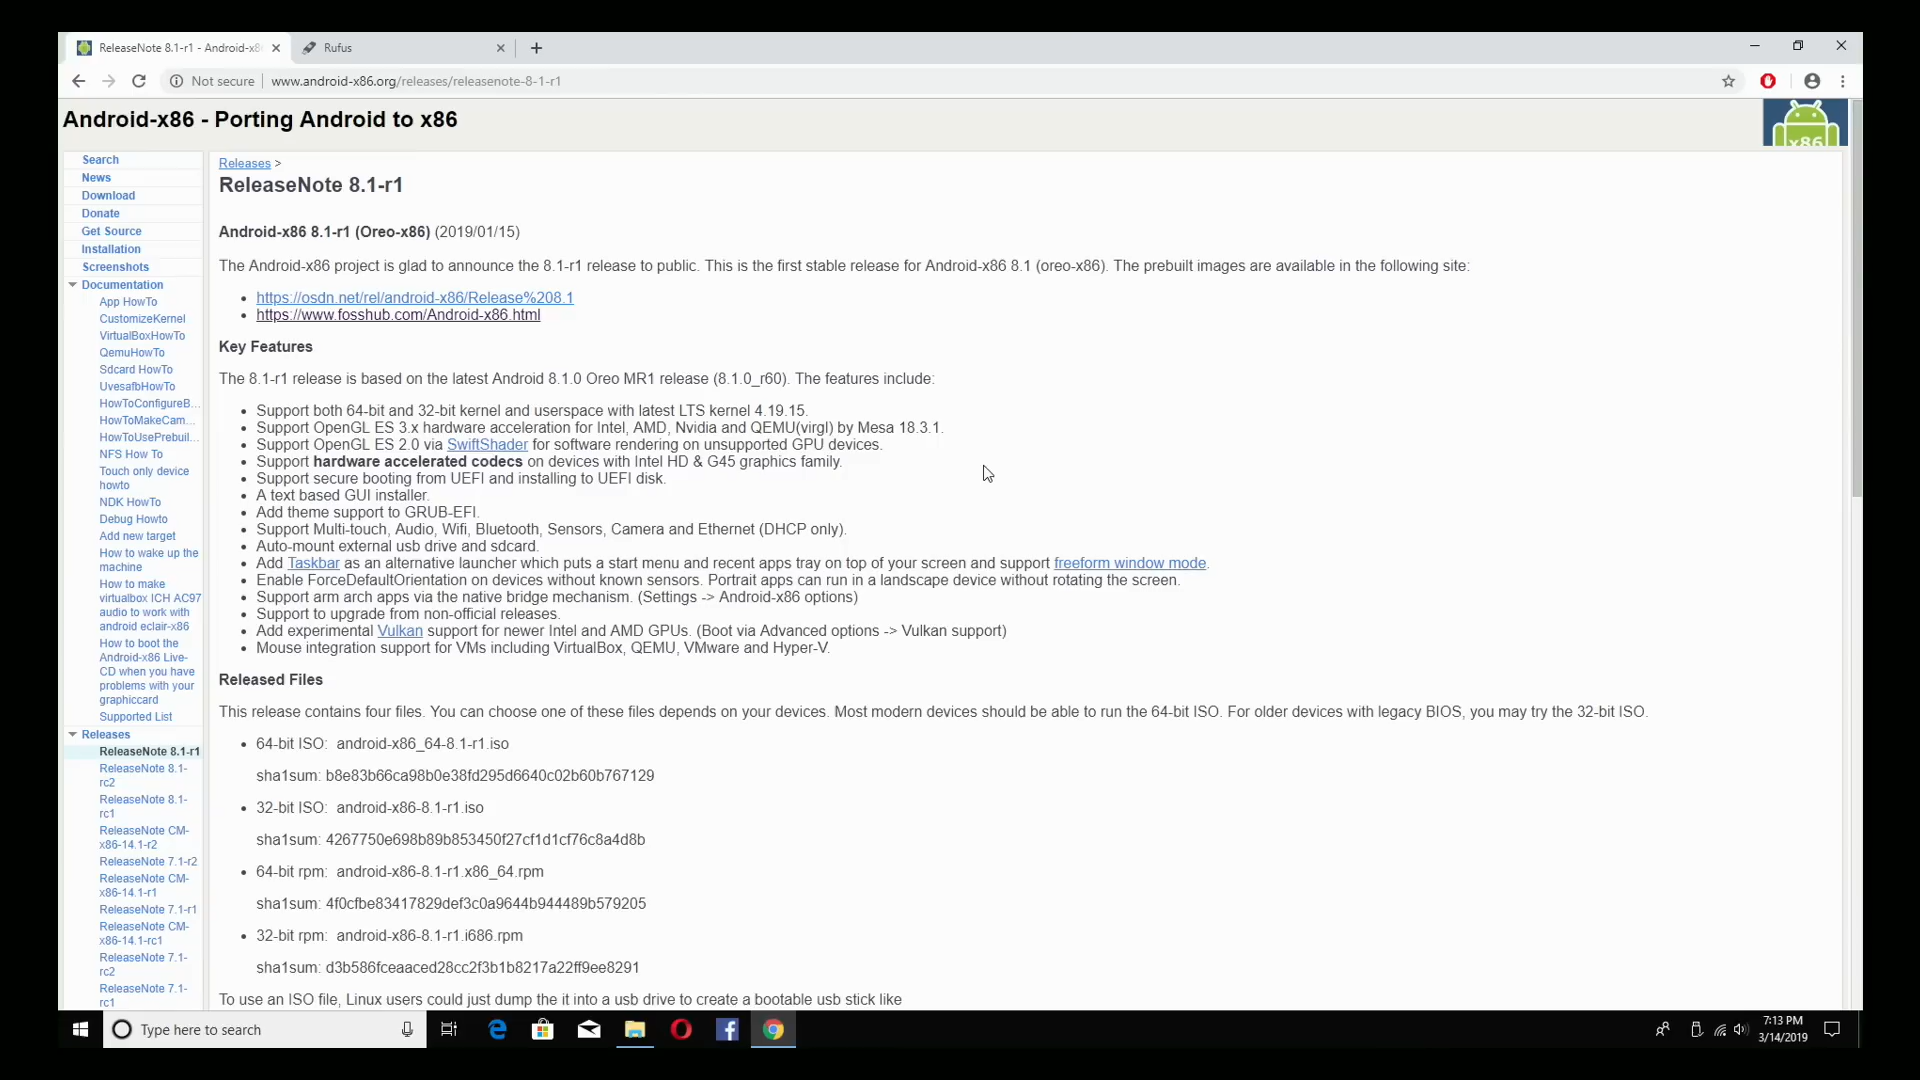 ReleaseNote 8.1-r1 - Android-x8
Rufus
Not secure
www.android-x86.org/releases/releasenote-8-1-r1
Android-x86 - Porting Android to x86
x86
Search
News
Download
Donate
Get Source
Installation
Screenshots
Documentation
App HowTo
CustomizeKernel
VirtualBoxHowTo
QemuHowTo
Sdcard HowTo
UvesafbHowTo
HowToConfigureB...
HowToMakeCam...
HowToUsePrebuil...
NFS How To
Touch only device
howto
NDK HowTo
Debug Howto
Add new target
How to wake up the
machine
How to make
virtualbox ICH AC97
audio to work with
android eclair-x86
How to boot the
Android-x86 Live-
CD when you have
problems with your
graphiccard
Supported List
Releases
ReleaseNote 8.1-r1
ReleaseNote 8.1-
rc2
ReleaseNote 8.1-
rc1
ReleaseNote CM-
x86-14.1-r2
ReleaseNote 7.1-r2
ReleaseNote CM-
x86-14.1-r1
ReleaseNote 7.1-r1
ReleaseNote CM-
x86-14.1-rc1
ReleaseNote 7.1-
rc2
ReleaseNote 7.1-
rc1
Releases >
ReleaseNote 8.1-r1
Android-x86 8.1-r1 (Oreo-x86) (2019/01/15)
The Android-x86 project is glad to announce the 8.1-r1 release to public. This is the first stable release for Android-x86 8.1 (oreo-x86). The prebuilt images are available in the following site:
• https://osdn.net/rel/android-x86/Release%208.1
• https://www.fosshub.com/Android-x86.html
Key Features
The 8.1-r1 release is based on the latest Android 8.1.0 Oreo MR1 release (8.1.0_r60). The features include:
• Support both 64-bit and 32-bit kernel and userspace with latest LTS kernel 4.19.15.
• Support OpenGL ES 3.x hardware acceleration for Intel, AMD, Nvidia and QEMU(virgl) by Mesa 18.3.1.
• Support OpenGL ES 2.0 via SwiftShader for software rendering on unsupported GPU devices.
• Support hardware accelerated codecs on devices with Intel HD & G45 graphics family.
• Support secure booting from UEFI and installing to UEFI disk.
• A text based GUI installer.
• Add theme support to GRUB-EFI.
• Support Multi-touch, Audio, Wifi, Bluetooth, Sensors, Camera and Ethernet (DHCP only).
• Auto-mount external usb drive and sdcard.
• Add Taskbar as an alternative launcher which puts a start menu and recent apps tray on top of your screen and support freeform window mode.
• Enable ForceDefaultOrientation on devices without known sensors. Portrait apps can run in a landscape device without rotating the screen.
• Support arm arch apps via the native bridge mechanism. (Settings -> Android-x86 options)
• Support to upgrade from non-official releases.
• Add experimental Vulkan support for newer Intel and AMD GPUs. (Boot via Advanced options -> Vulkan support)
• Mouse integration support for VMs including VirtualBox, QEMU, VMware and Hyper-V.
Released Files
This release contains four files. You can choose one of these files depends on your devices. Most modern devices should be able to run the 64-bit ISO. For older devices with legacy BIOS, you may try the 32-bit ISO.
• 64-bit ISO: android-x86_64-8.1-r1.iso
sha1sum: b8e83b66ca98b0e38fd295d6640c02b60b767129
• 32-bit ISO: android-x86-8.1-r1.iso
sha1sum: 4267750e698b89b853450f27cf1d1cf76c8a4d8b
• 64-bit rpm: android-x86-8.1-r1.x86_64.rpm
sha1sum: 4f0cfbe83417829def3c0a9644b944489b579205
• 32-bit rpm: android-x86-8.1-r1.i686.rpm
sha1sum: d3b586fceaaced28cc2f3b1b8217a22ff9ee8291
To use an ISO file, Linux users could just dump the it into a usb drive to create a bootable usb stick like
Type here to search
7:13 PM
3/14/2019